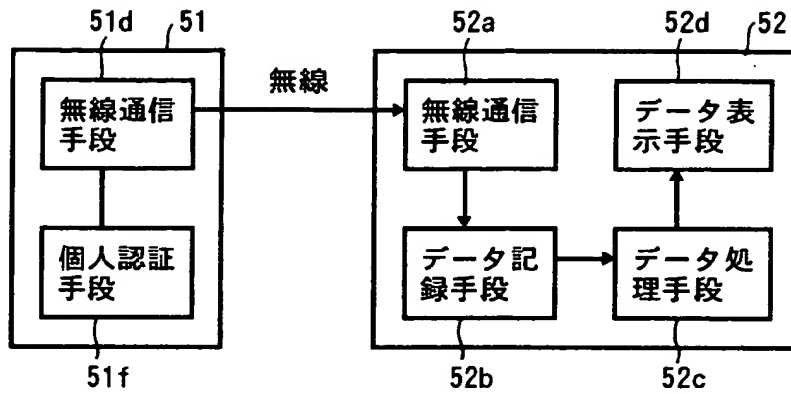 51d
51
52a
52d
52
無線
無線通信
手段
無線通信
手段
データ表
示手段
個人認証
手段
データ記
録手段
データ処
理手段
51f
52b
52c